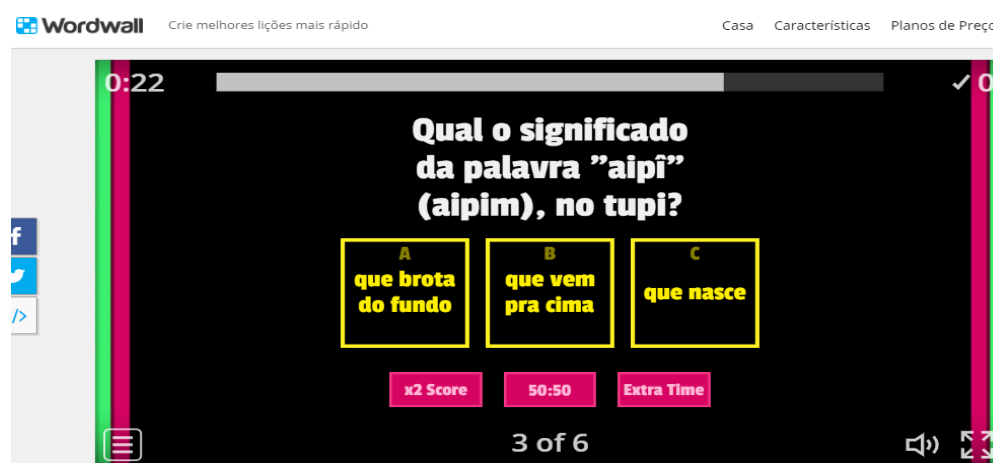 Wordwall Crie melhores lições mais rápido Casa Características Planos de Preço
0:22 ✓ 0
Qual o significado
da palavra ”aipî”
(aipim), no tupi?
A B C
que brota que vem que nasce
do fundo pra cima
x2 Score 50:50 Extra Time
3 of 6
f
/>